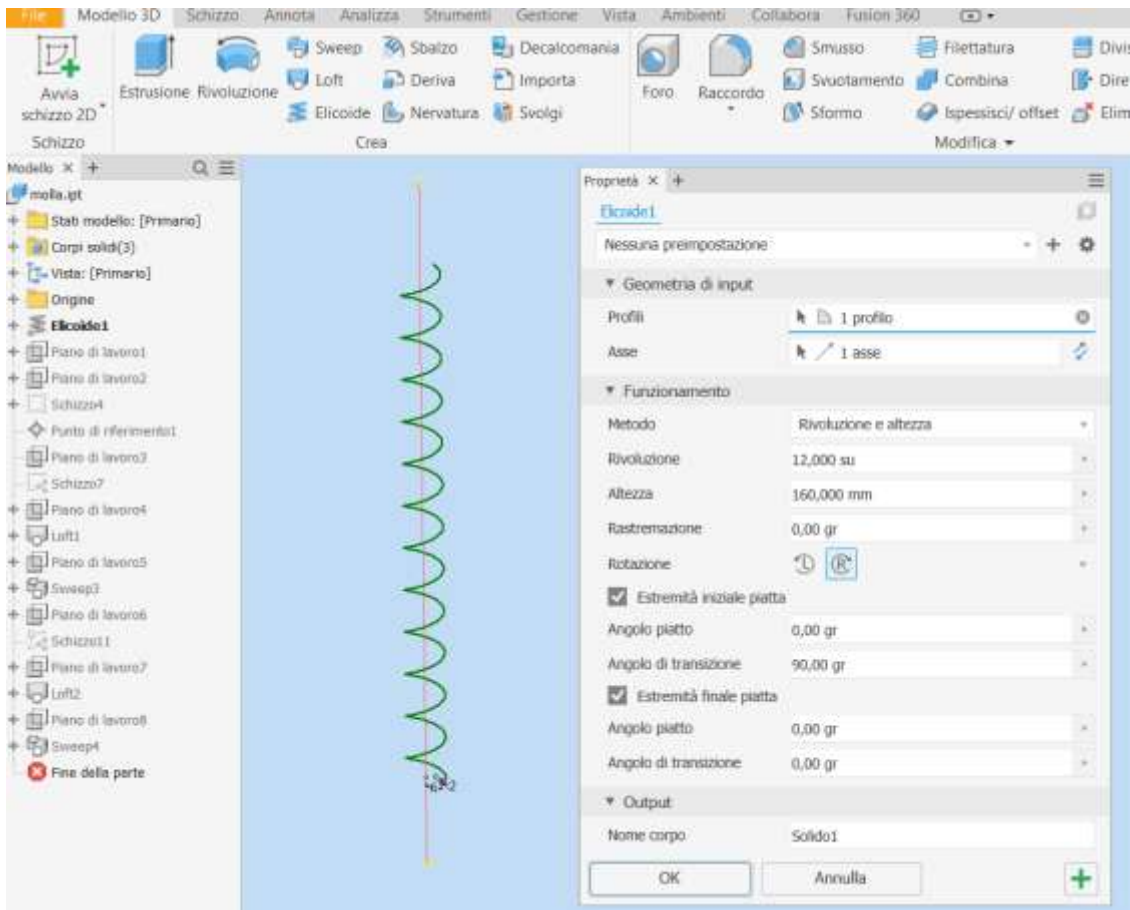 File Modello 3D Schizzo Annota Analizza Strumenti Gestione Vista Ambienti Collabora Fusion 360
Avvia schizzo 2D
Estrusione
Rivoluzione
Sweep
Loft
Elicoide
Sbalzo
Deriva
Nervatura
Decalcomania
Importa
Svolgi
Foro
Raccordo
Smusso
Svuotamento
Sformo
Filettatura
Combina
Ispessisci/ offset
Divis
Dire
Elim
Schizzo
Crea
Modifica
Modello
molla.ipt
Stati modello: [Primario]
Corpi solidi(3)
Vista: [Primario]
Origine
Elicoide1
Piano di lavoro1
Piano di lavoro2
Schizzo4
Punto di riferimento1
Piano di lavoro3
Schizzo7
Piano di lavoro4
Loft1
Piano di lavoro5
Sweep3
Piano di lavoro6
Schizzo11
Piano di lavoro7
Loft2
Piano di lavoro8
Sweep4
Fine della parte
Proprietà
Elicoide1
Nessuna preimpostazione
Geometria di input
Profili 1 profilo
Asse 1 asse
Funzionamento
Metodo Rivoluzione e altezza
Rivoluzione 12,000 su
Altezza 160,000 mm
Rastremazione 0,00 gr
Rotazione
Estremità iniziale piatta
Angolo piatto 0,00 gr
Angolo di transizione 90,00 gr
Estremità finale piatta
Angolo piatto 0,00 gr
Angolo di transizione 0,00 gr
Output
Nome corpo Solido1
OK Annulla